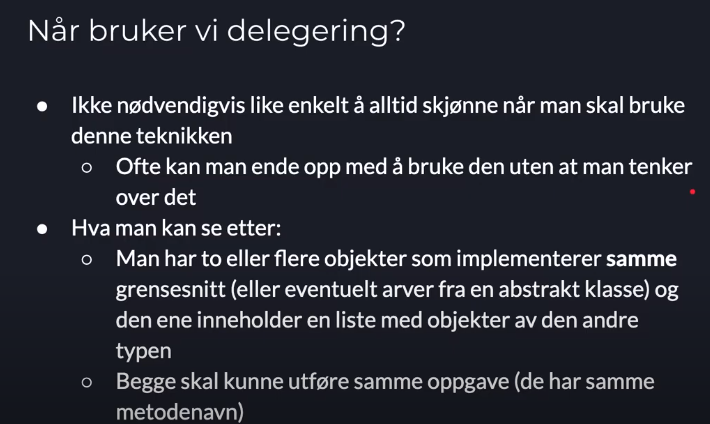 Når bruker vi delegering?
● Ikke nødvendigvis like enkelt å alltid skjønne når man skal bruke
denne teknikken
○ Ofte kan man ende opp med å bruke den uten at man tenker
over det
● Hva man kan se etter:
○ Man har to eller flere objekter som implementerer samme
grensesnitt (eller eventuelt arver fra en abstrakt klasse) og
den ene inneholder en liste med objekter av den andre
typen
○ Begge skal kunne utføre samme oppgave (de har samme
metodenavn)